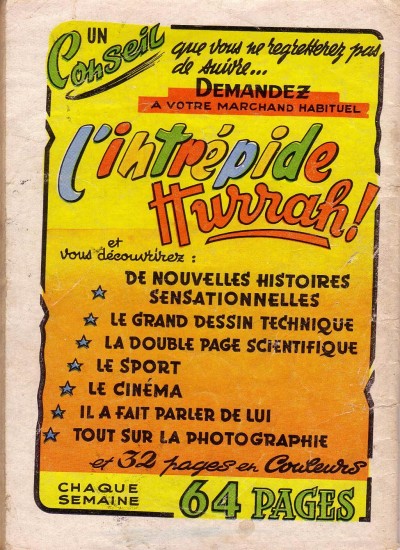 UN
Conseil que vous ne regretterez pas
de suivre...
DEMANDEZ
A VOTRE MARCHAND HABITUEL
l'intrépide
Hurrah!
et
vous découvrirez :
DE NOUVELLES HISTOIRES
SENSATIONNELLES
LE GRAND DESSIN TECHNIQUE
LA DOUBLE PAGE SCIENTIFIQUE
LE SPORT
LE CINÉMA
IL A FAIT PARLER DE LUI
TOUT SUR LA PHOTOGRAPHIE
et 32 pages en Couleurs
CHAQUE
SEMAINE
64 PAGES